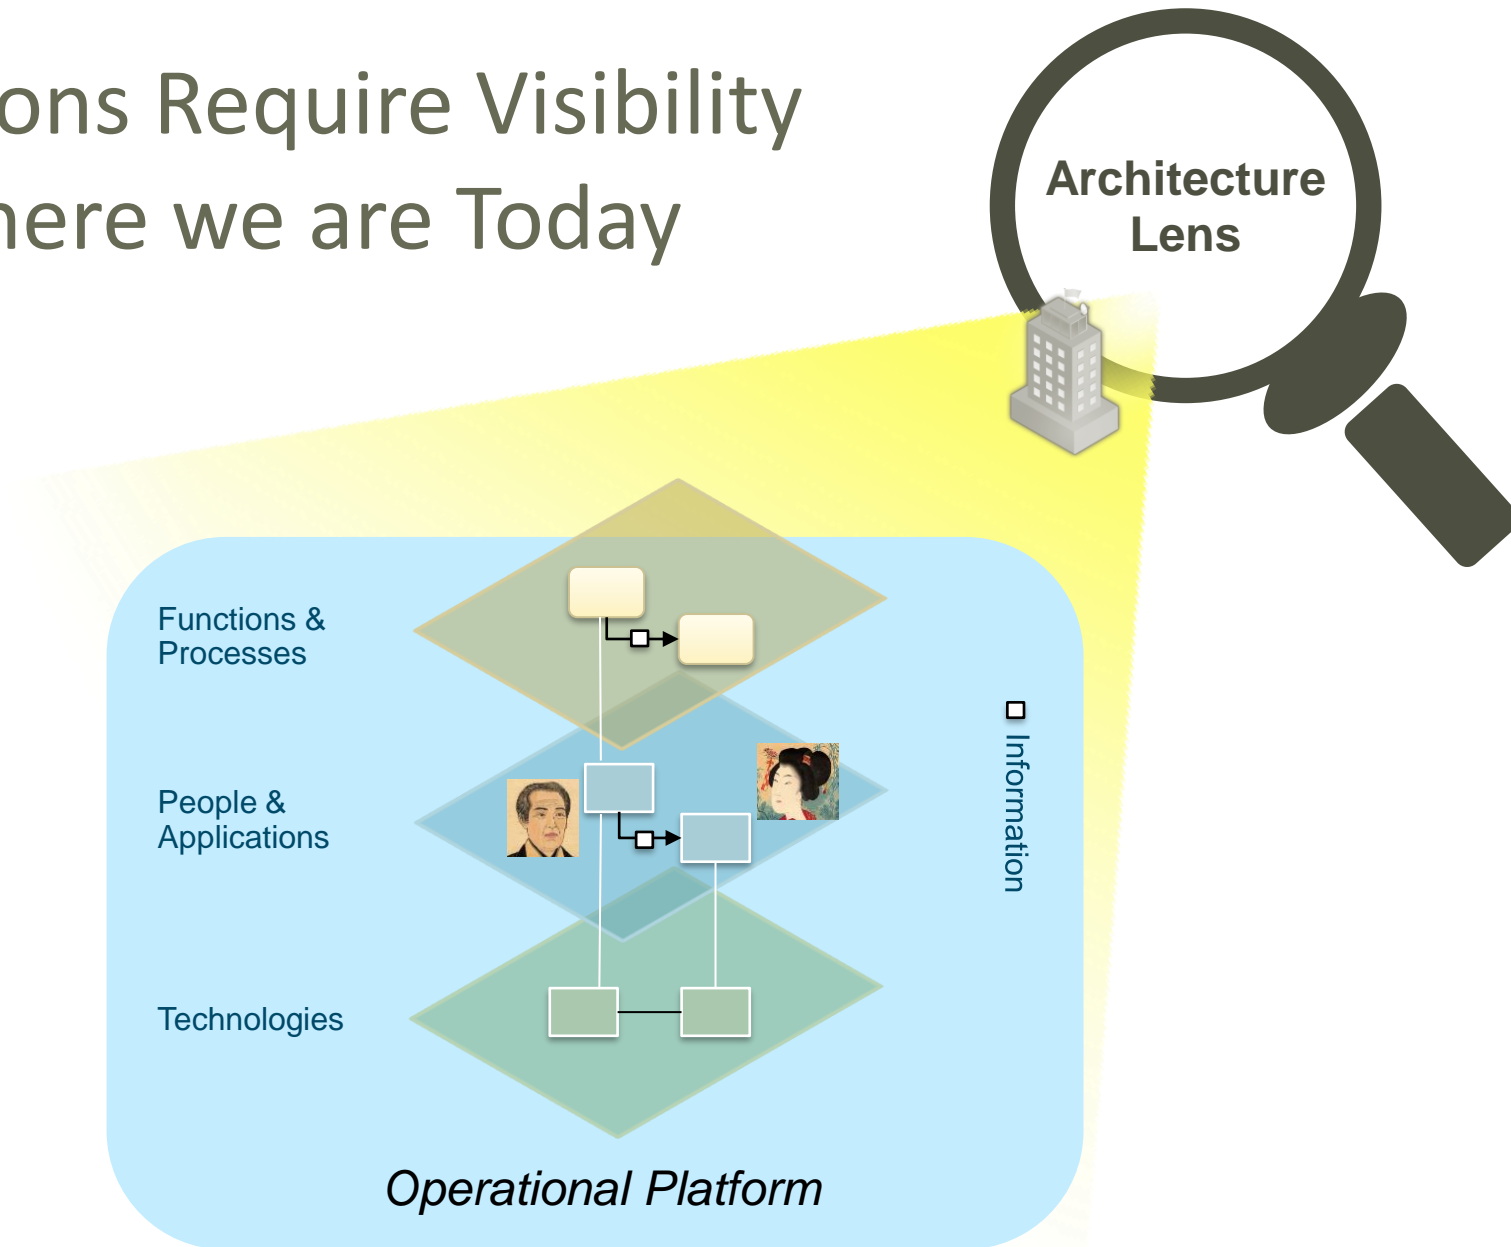 ons Require Visibility
here we are Today
Architecture
Lens
Functions &
Processes
People &
Applications
Technologies
Information
Operational Platform